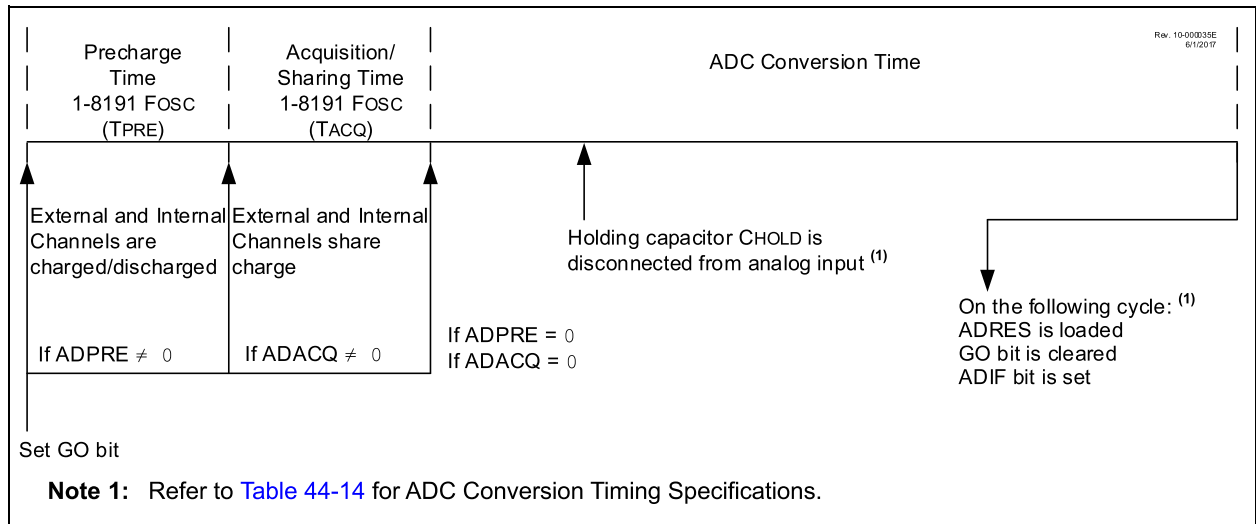 Rev. 10-000035E
6/1/2017
Precharge
Time
1-8191 FOSC
(TPRE)
Acquisition/
Sharing Time
1-8191 FOSC
(TACQ)
ADC Conversion Time
External and Internal
Channels are
charged/discharged
External and Internal
Channels share
charge
Holding capacitor CHOLD is
disconnected from analog input (1)
On the following cycle: (1)
ADRES is loaded
GO bit is cleared
ADIF bit is set
If ADPRE ≠ 0
If ADACQ ≠ 0
If ADPRE = 0
If ADACQ = 0
Set GO bit
Note 1: Refer to Table 44-14 for ADC Conversion Timing Specifications.